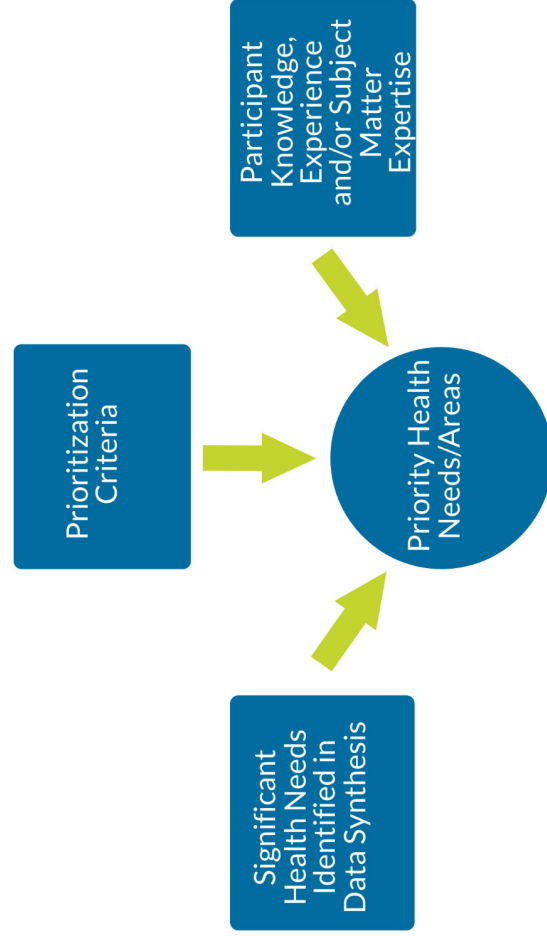 Prioritization
Criteria
Significant
Health Needs
Identified in
Data Synthesis
Participant
Knowledge,
Experience
and/or Subject
Matter
Expertise
Priority Health
Needs/Areas